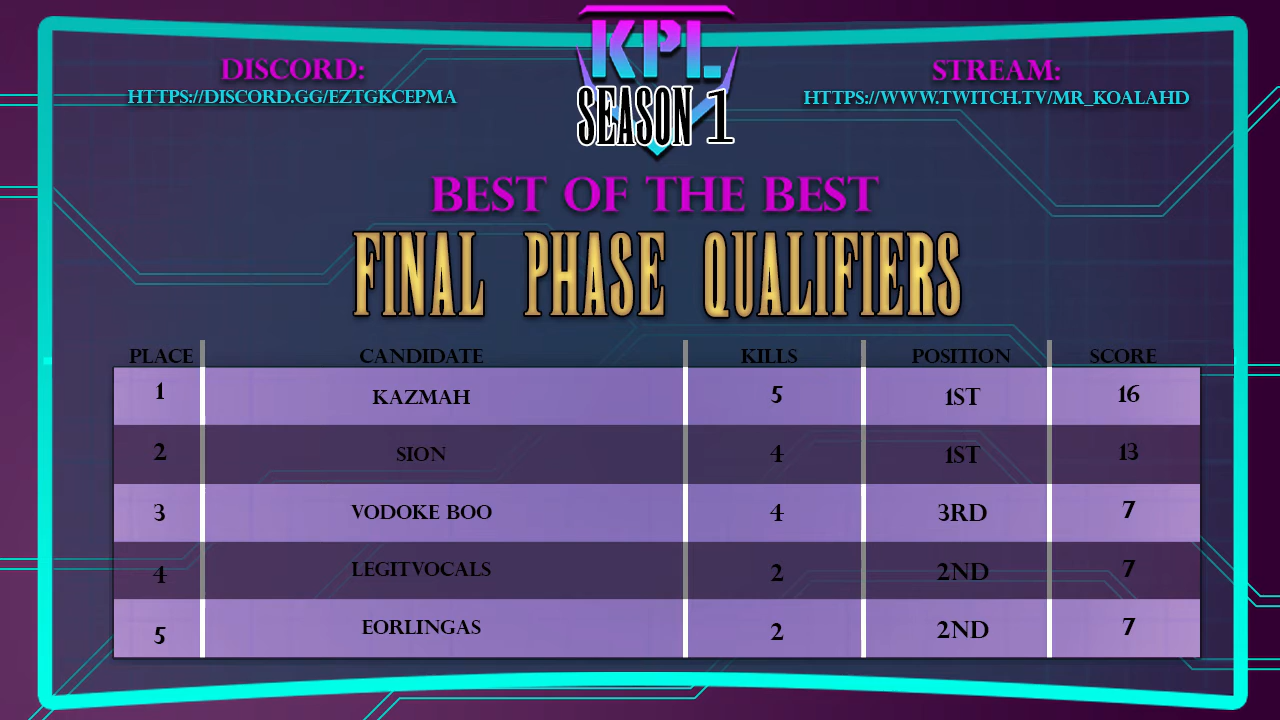 KPL
SEASON 1
DISCORD:
HTTPS://DISCORD.GG/EZTGKCEPMA
STREAM:
HTTPS://WWW.TWITCH.TV/MR_KOALAHD
BEST OF THE BEST
FINAL PHASE QUALIFIERS
PLACE CANDIDATE KILLS POSITION SCORE
1 KAZMAH 5 1ST 16
2 SION 4 1ST 13
3 VODOKE BOO 4 3RD 7
4 LEGITVOCALS 2 2ND 7
5 EORLINGAS 2 2ND 7